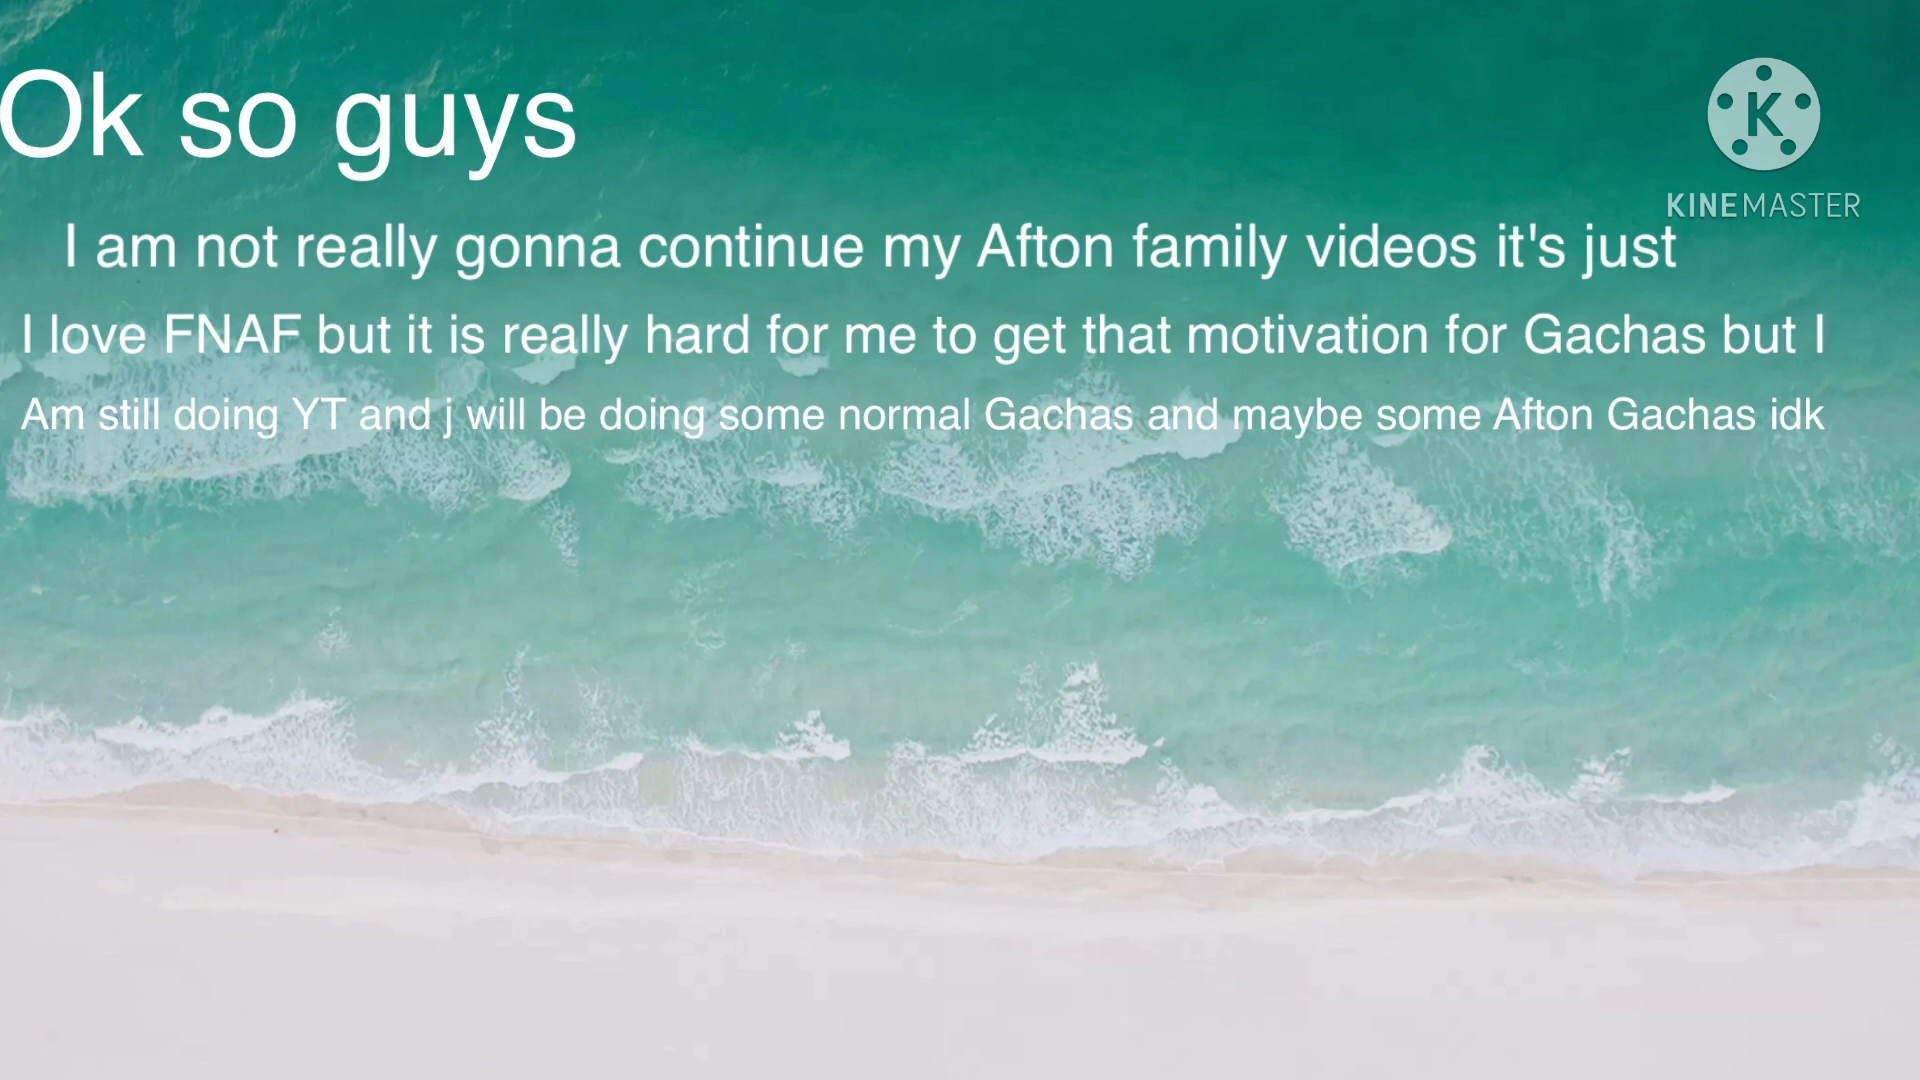 Ok so guys
K
KINEMASTER
I am not really gonna continue my Afton family videos it's just
I love FNAF but it is really hard for me to get that motivation for Gachas but I
Am still doing YT and j will be doing some normal Gachas and maybe some Afton Gachas idk